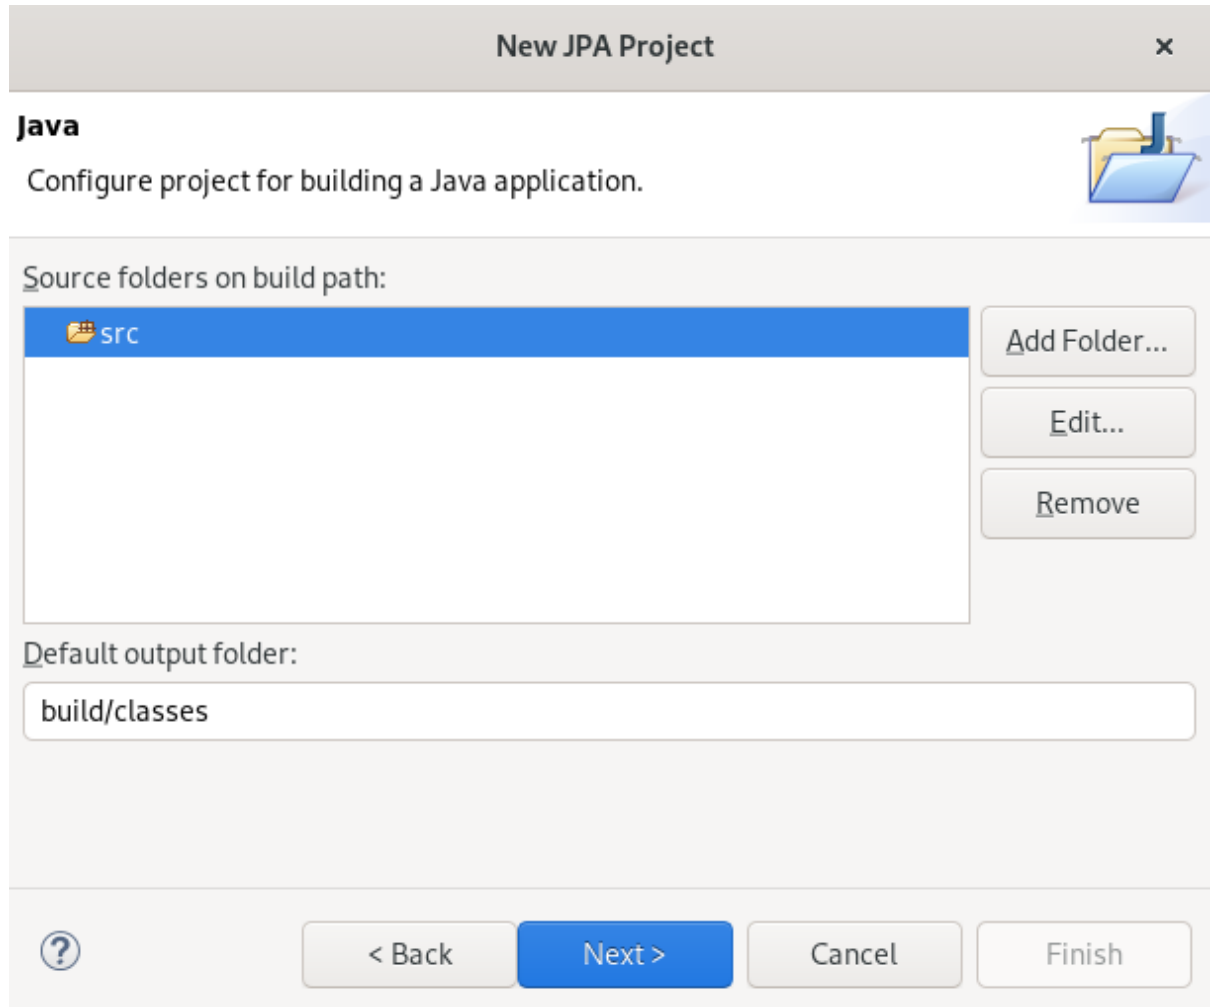 New JPA Project
Java
Configure project for building a Java application.
Source folders on build path:
src
Add Folder...
Edit...
Remove
Default output folder:
build/classes
< Back
Next >
Cancel
Finish